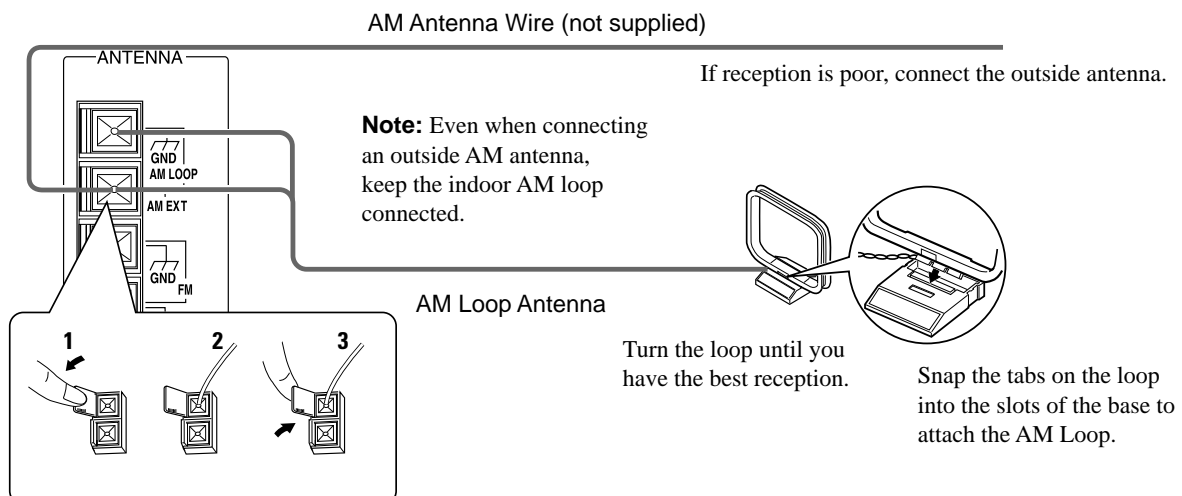 AM Antenna Wire (not supplied)
ANTENNA
If reception is poor, connect the outside antenna.
Note: Even when connecting
an outside AM antenna,
keep the indoor AM loop
connected.
GND
AM LOOP
AM EXT
GND
FM
AM Loop Antenna
1
2
3
Turn the loop until you
have the best reception.
Snap the tabs on the loop
into the slots of the base to
attach the AM Loop.